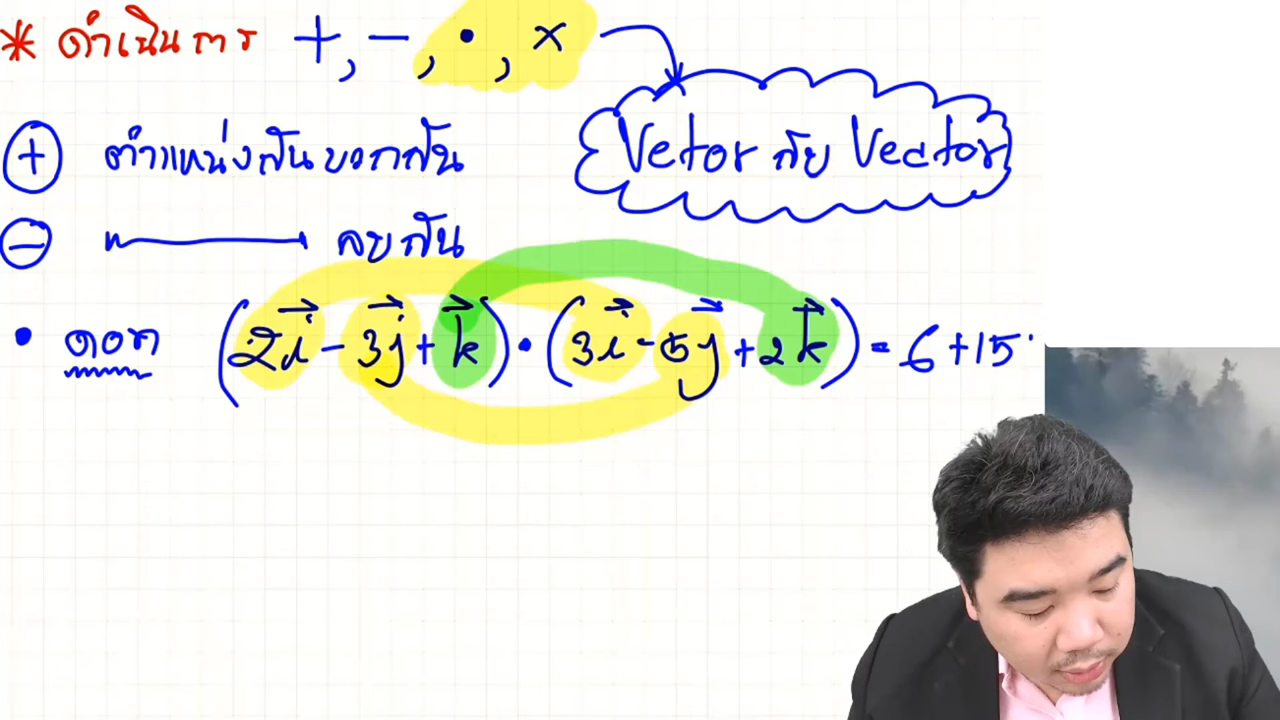 * ดำเนินการ +, -, •, ×
Vetor กับ Vector
+ ตำแหน่งกันบวกกัน
- ลบกัน
• ดอท (2i - 3j + k) • (3i - 5j + 2k) = 6 + 15